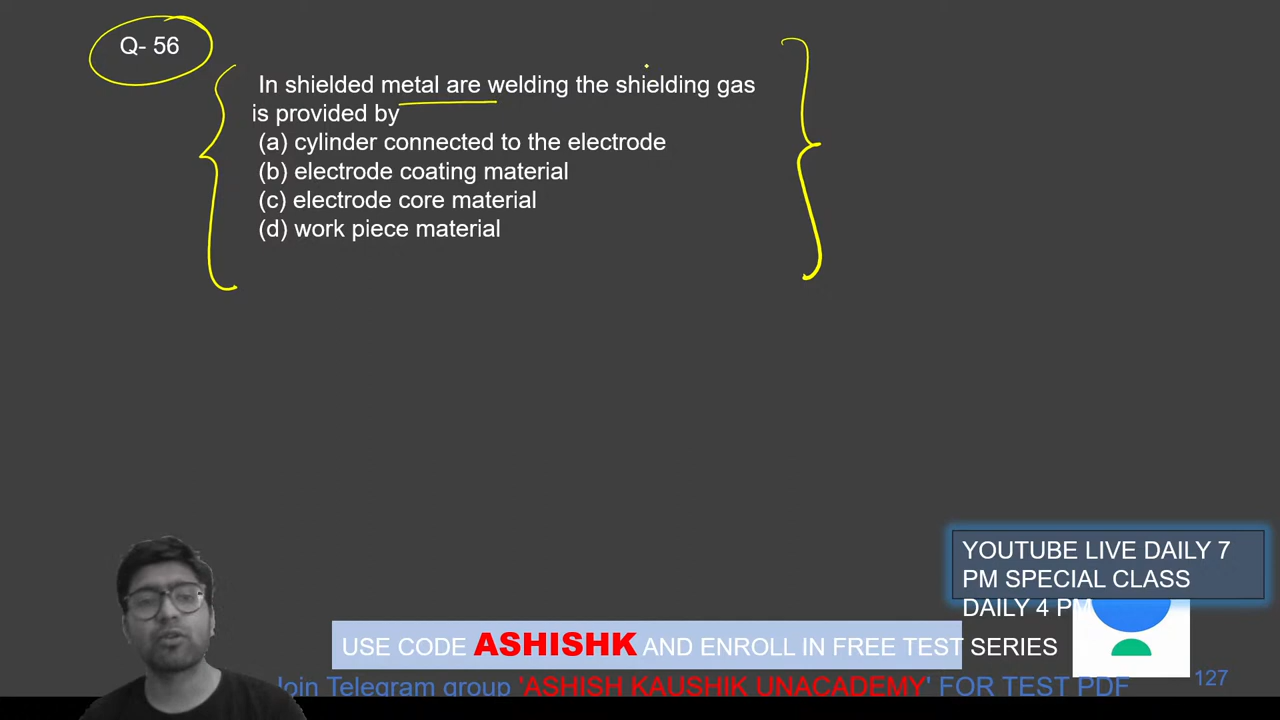 Q- 56
In shielded metal are welding the shielding gas
is provided by
(a) cylinder connected to the electrode
(b) electrode coating material
(c) electrode core material
(d) work piece material
YOUTUBE LIVE DAILY 7
PM SPECIAL CLASS
DAILY 4 PM
USE CODE ASHISHK AND ENROLL IN FREE TEST SERIES
Join Telegram group 'ASHISH KAUSHIK UNACADEMY' FOR TEST PDF
127